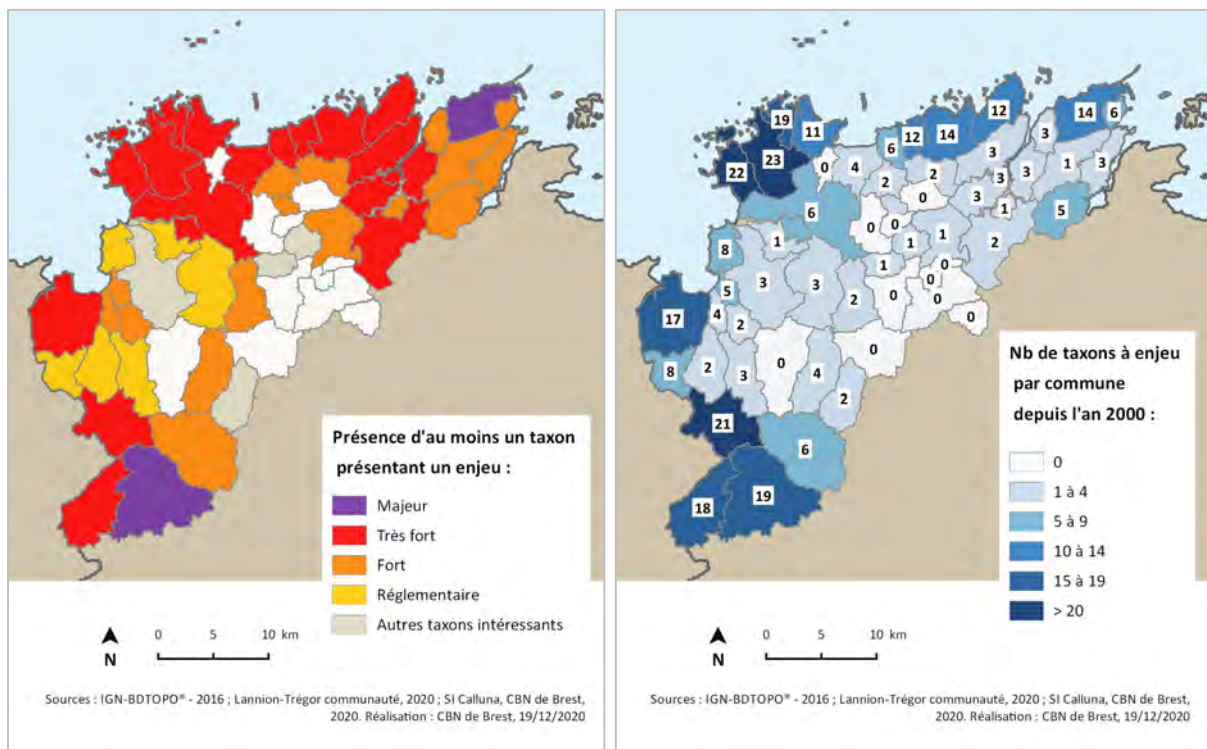 Présence d'au moins un taxon
présentant un enjeu :
Majeur
Très fort
Fort
Réglementaire
Autres taxons intéressants
0 5 10 km
N
Sources : IGN-BDTOPO® - 2016 ; Lannion-Trégor communauté, 2020 ; SI Calluna, CBN de Brest,
2020. Réalisation : CBN de Brest, 19/12/2020
12
14 6
19
11
12 14
3
6
3
23
0 4
1 3
22
2
2
3 3
3
0
1
5
6
0 0
1
2
8
1
1
1
0
3
3
0
5
2
0
0
4
2
0
17
0
0
2
3
4
8
2
21
6
19
18
Nb de taxons à enjeu
par commune
depuis l'an 2000 :
0
1 à 4
5 à 9
10 à 14
15 à 19
> 20
0 5 10 km
N
Sources : IGN-BDTOPO® - 2016 ; Lannion-Trégor communauté, 2020 ; SI Calluna, CBN de Brest,
2020. Réalisation : CBN de Brest, 19/12/2020